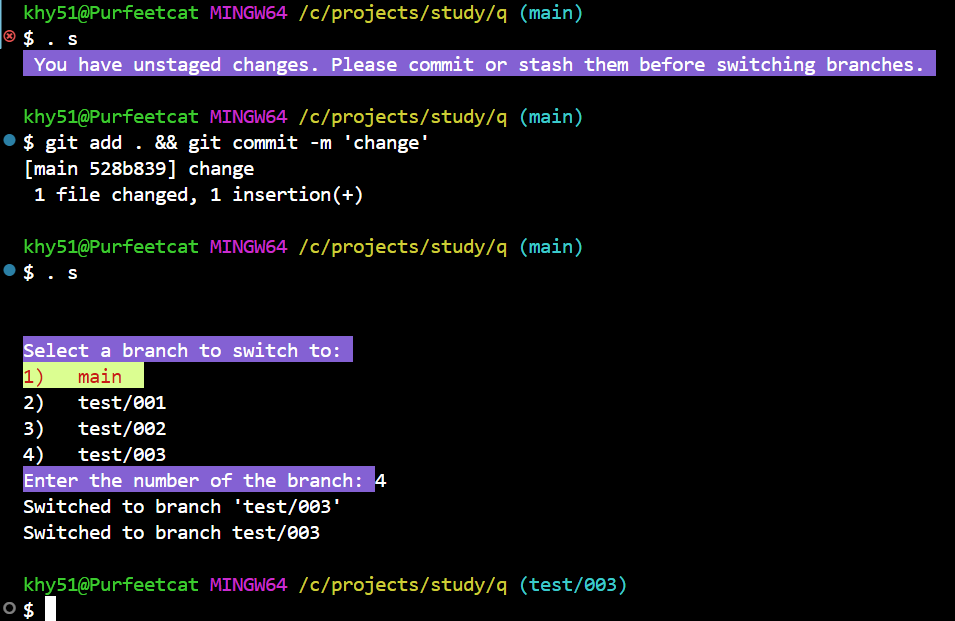 khy51@Purfeetcat MINGW64 /c/projects/study/q (main)
$ . s
You have unstaged changes. Please commit or stash them before switching branches.
khy51@Purfeetcat MINGW64 /c/projects/study/q (main)
$ git add . && git commit -m 'change'
[main 528b839] change
 1 file changed, 1 insertion(+)
khy51@Purfeetcat MINGW64 /c/projects/study/q (main)
$ . s
Select a branch to switch to:
1)   main
2)   test/001
3)   test/002
4)   test/003
Enter the number of the branch: 4
Switched to branch 'test/003'
Switched to branch test/003
khy51@Purfeetcat MINGW64 /c/projects/study/q (test/003)
$